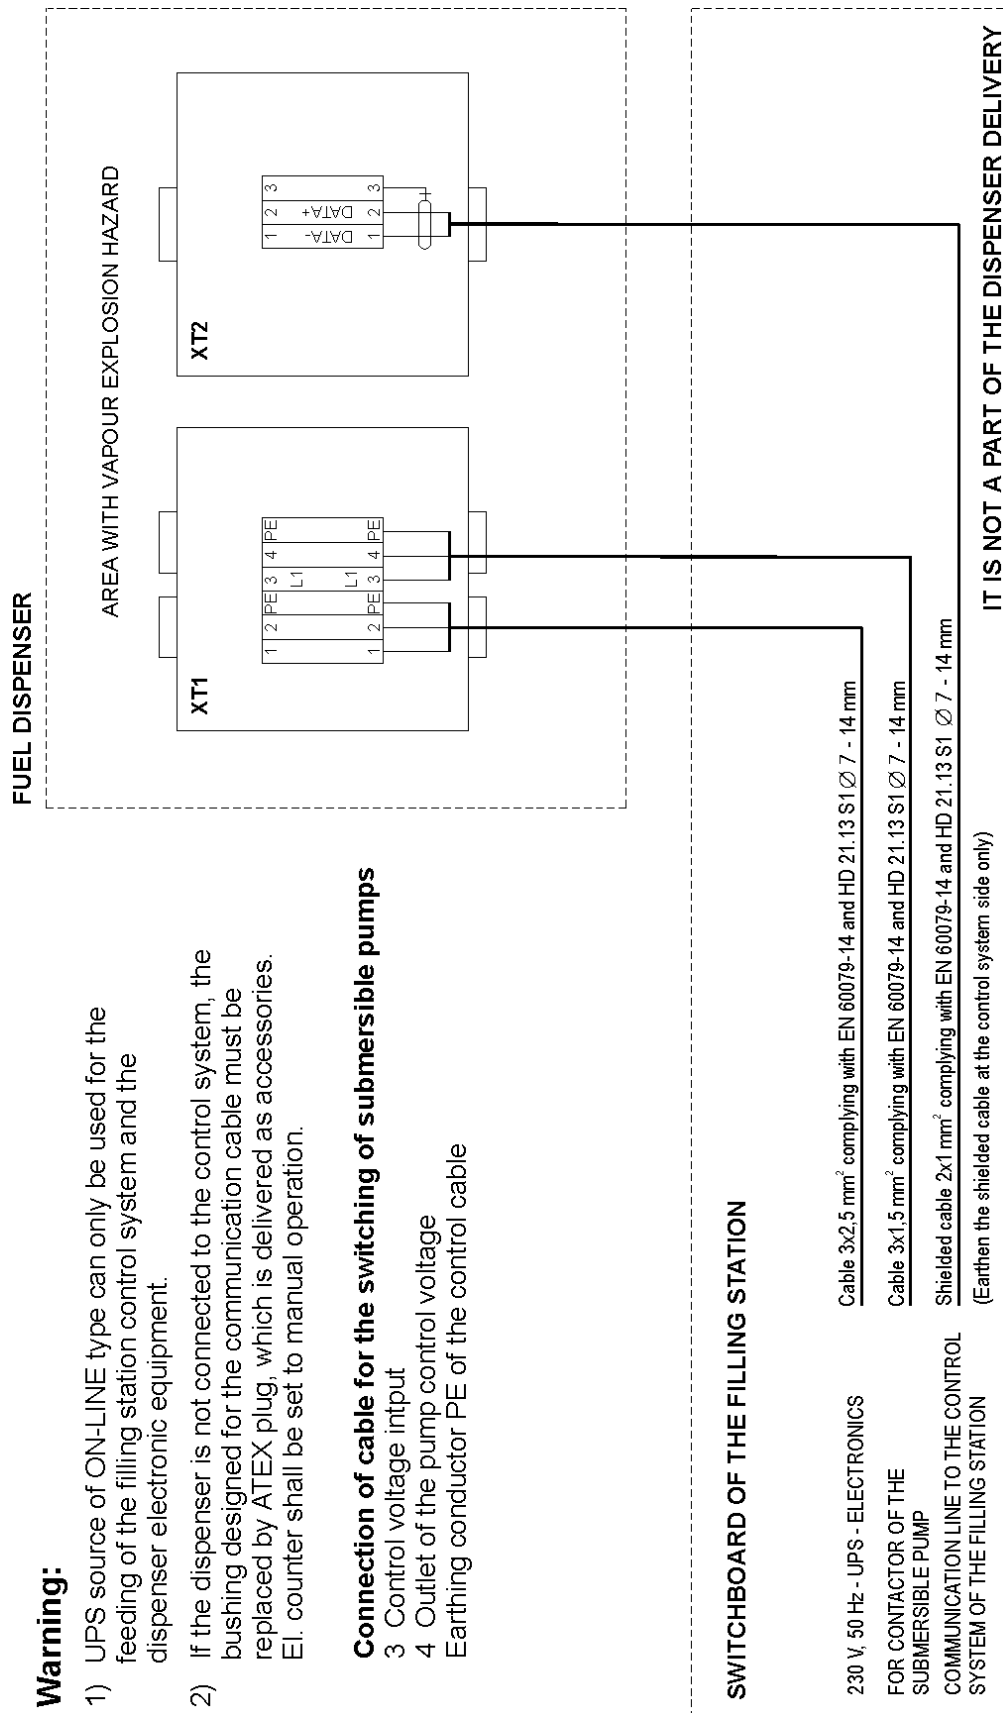 FUEL DISPENSER
AREA WITH VAPOUR EXPLOSION HAZARD
XT1
1 2 PE 3 4 PE
L1
L1
1 2 PE 3 4 PE
XT2
1 2 3
DATA- DATA+
1 2 3
Warning:
1) UPS source of ON-LINE type can only be used for the
feeding of the filling station control system and the
dispenser electronic equipment.
2) If the dispenser is not connected to the control system, the
bushing designed for the communication cable must be
replaced by ATEX plug, which is delivered as accessories.
El. counter shall be set to manual operation.
Connection of cable for the switching of submersible pumps
3 Control voltage intput
4 Outlet of the pump control voltage
Earthing conductor PE of the control cable
SWITCHBOARD OF THE FILLING STATION
230 V, 50 Hz - UPS - ELECTRONICS
Cable 3x2,5 mm² complying with EN 60079-14 and HD 21.13 S1 ∅ 7 - 14 mm
FOR CONTACTOR OF THE
SUBMERSIBLE PUMP
Cable 3x1,5 mm² complying with EN 60079-14 and HD 21.13 S1 ∅ 7 - 14 mm
COMMUNICATION LINE TO THE CONTROL
SYSTEM OF THE FILLING STATION
Shielded cable 2x1 mm² complying with EN 60079-14 and HD 21.13 S1 ∅ 7 - 14 mm
(Earthen the shielded cable at the control system side only)
IT IS NOT A PART OF THE DISPENSER DELIVERY